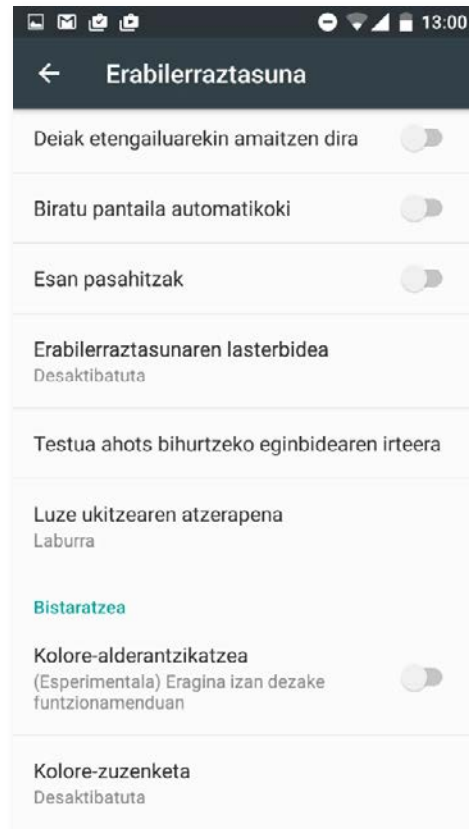 13:00
Erabilerraztasuna
Deiak etengailuarekin amaitzen dira
Biratu pantaila automatikoki
Esan pasahitzak
Erabilerraztasunaren lasterbidea
Desaktibatuta
Testua ahots bihurtzeko eginbidearen irteera
Luze ukitzearen atzerapena
Laburra
Bistaratzea
Kolore-alderantzikatzea
(Esperimentala) Eragina izan dezake
funtzionamenduan
Kolore-zuzenketa
Desaktibatuta